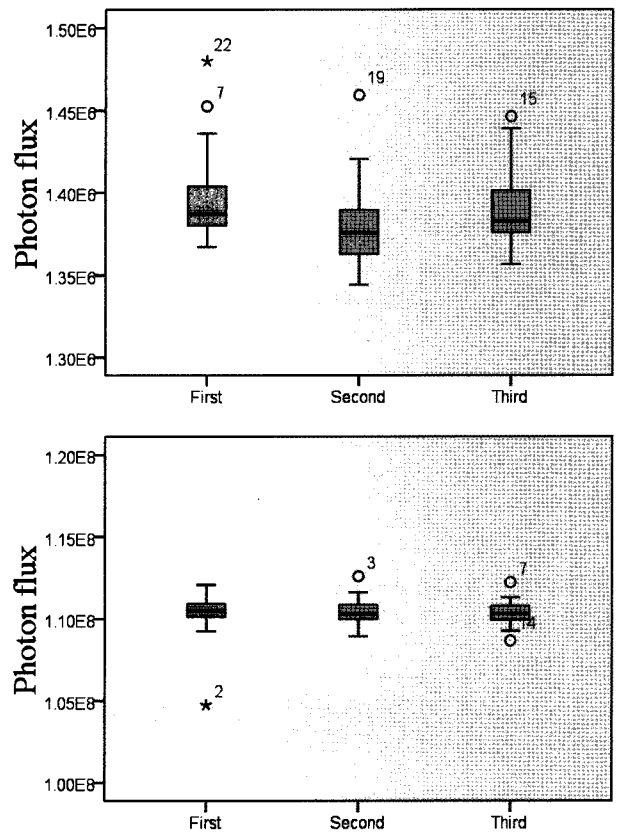 1.50E6
22
7
19
15
1.45E6
1.40E6
1.35E6
1.30E6
Photon flux
First Second Third
1.20E8
1.15E8
3
7
1.10E8
14
1.05E8
2
1.00E8
Photon flux
First Second Third